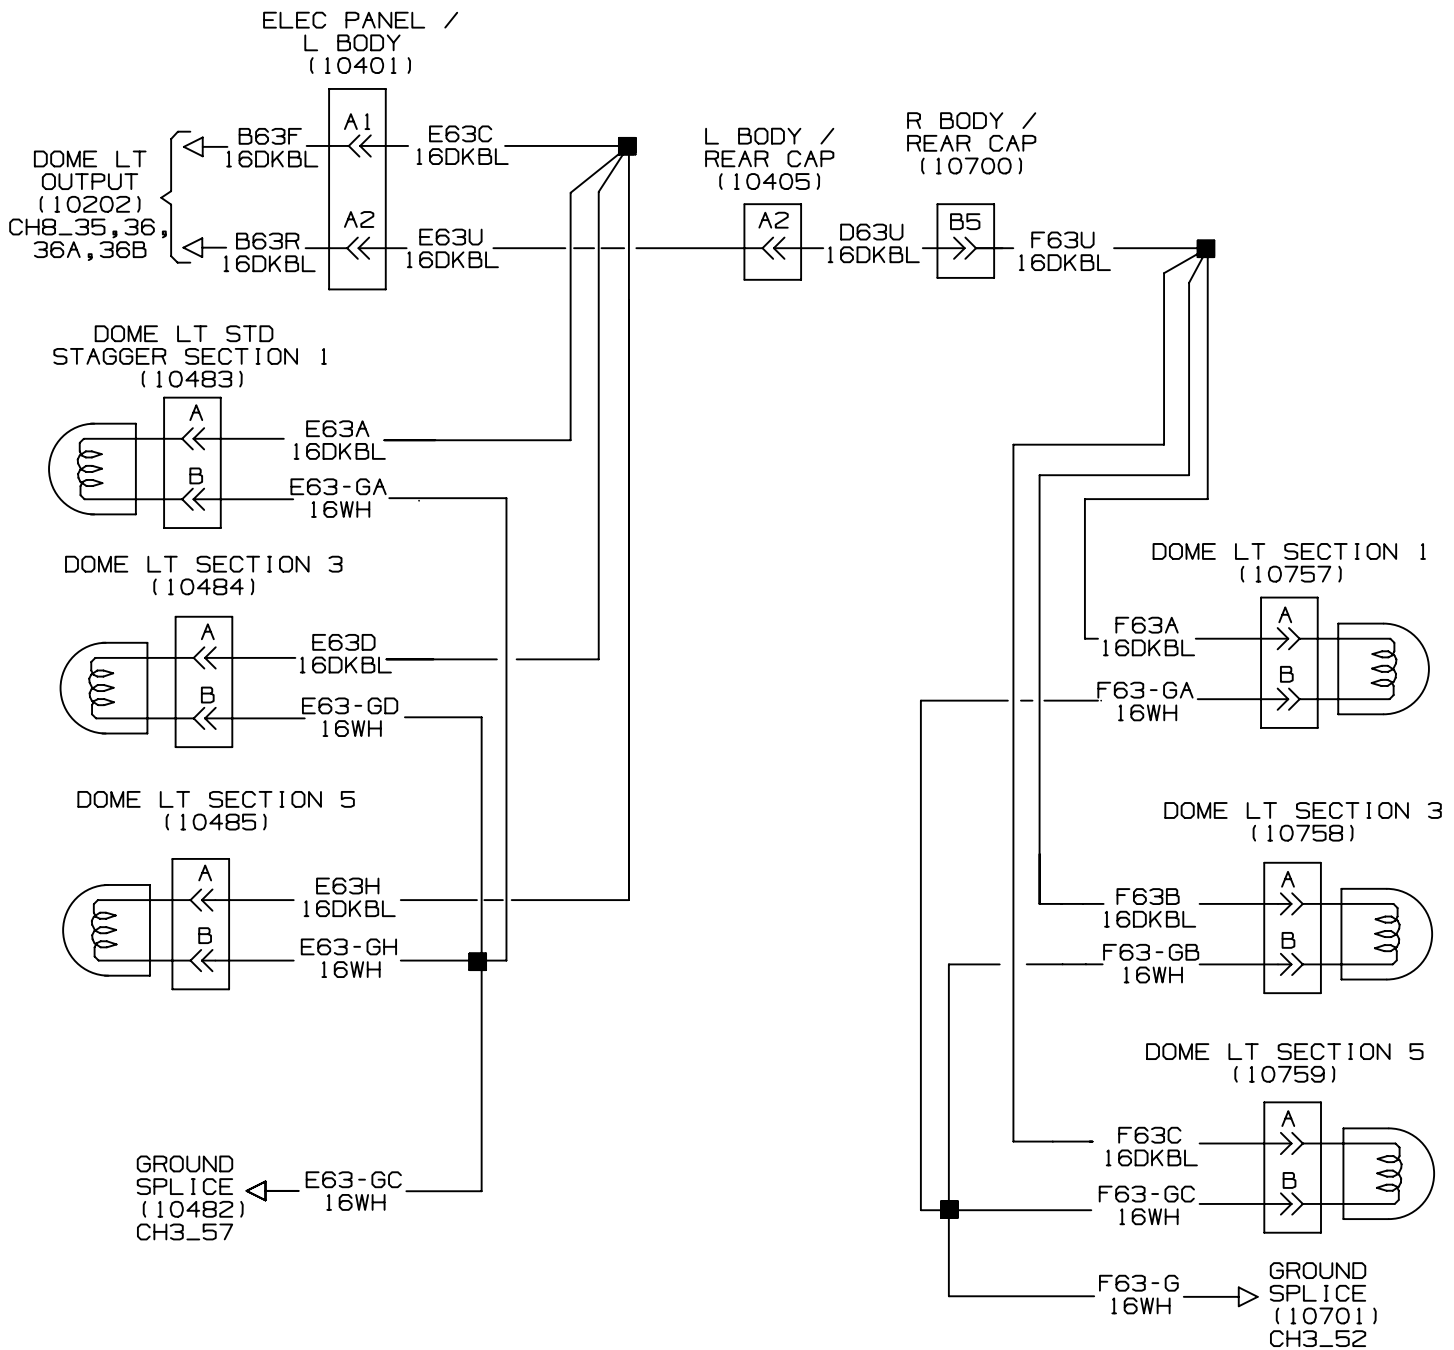 ELEC PANEL /
L BODY
(10401)
A1
A2
DOME LT
OUTPUT
(10202)
CH8_35,36,
36A,36B
B63F
16DKBL
E63C
16DKBL
B63R
16DKBL
E63U
16DKBL
L BODY /
REAR CAP
(10405)
A2
D63U
16DKBL
R BODY /
REAR CAP
(10700)
B5
F63U
16DKBL
DOME LT STD
STAGGER SECTION 1
(10483)
A
B
E63A
16DKBL
E63-GA
16WH
DOME LT SECTION 3
(10484)
A
B
E63D
16DKBL
E63-GD
16WH
DOME LT SECTION 5
(10485)
A
B
E63H
16DKBL
E63-GH
16WH
GROUND
SPLICE
(10482)
CH3_57
E63-GC
16WH
DOME LT SECTION 1
(10757)
F63A
16DKBL
A
F63-GA
16WH
B
DOME LT SECTION 3
(10758)
F63B
16DKBL
A
F63-GB
16WH
B
DOME LT SECTION 5
(10759)
F63C
16DKBL
A
F63-GC
16WH
B
F63-G
16WH
GROUND
SPLICE
(10701)
CH3_52